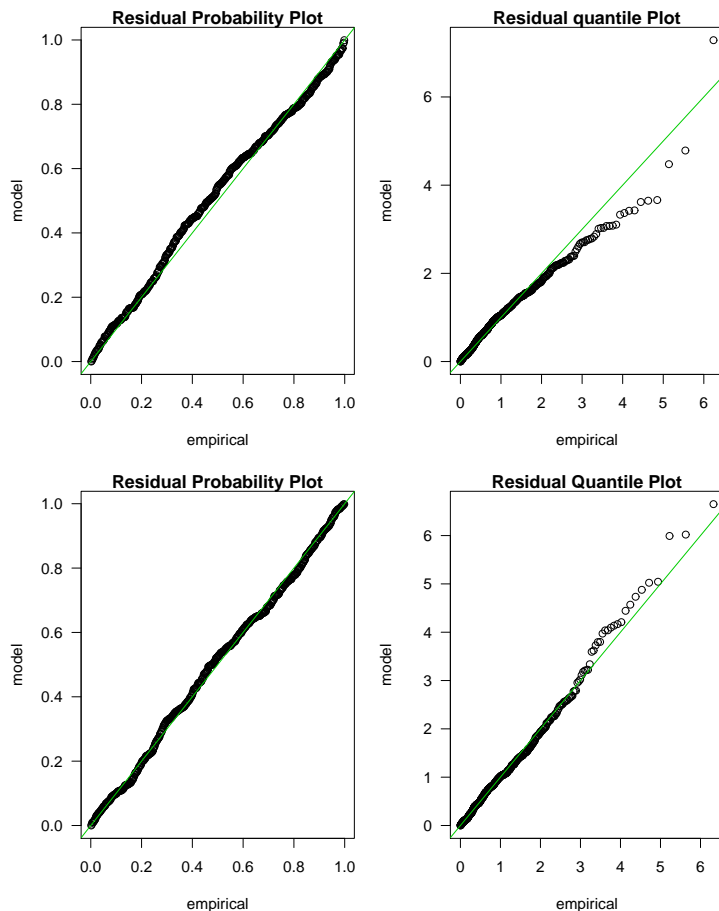 Residual Probability Plot
1.0
0.8
0.6
0.4
0.2
0.0
model
0.0 0.2 0.4 0.6 0.8 1.0
empirical
Residual quantile Plot
6
4
2
0
model
0 1 2 3 4 5 6
empirical
Residual Probability Plot
1.0
0.8
0.6
0.4
0.2
0.0
model
0.0 0.2 0.4 0.6 0.8 1.0
empirical
Residual Quantile Plot
6
5
4
3
2
1
0
model
0 1 2 3 4 5 6
empirical